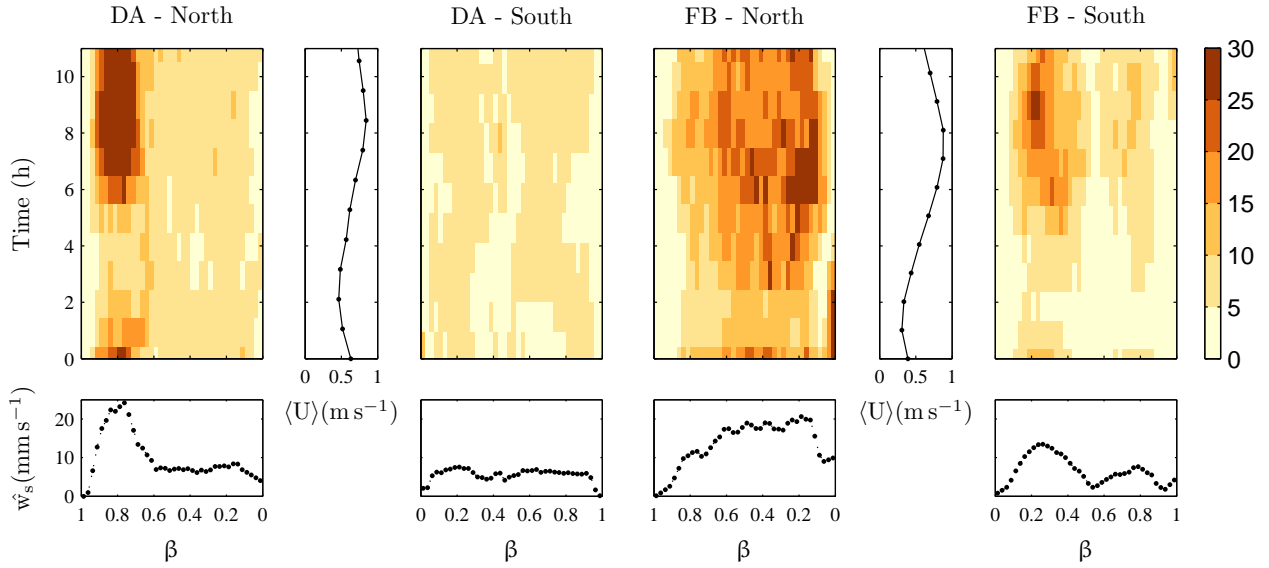 DA - North
DA - South
FB - North
FB - South
Time (h)
10
8
6
4
2
0
0 0.5 1
0 0.5 1
30
25
20
15
10
5
0
⟨U⟩(m s⁻¹)
⟨U⟩(m s⁻¹)
ŵₛ(mm s⁻¹)
20
10
0
1 0.8 0.6 0.4 0.2 0
0 0.2 0.4 0.6 0.8 1
1 0.8 0.6 0.4 0.2 0
0 0.2 0.4 0.6 0.8 1
β
β
β
β